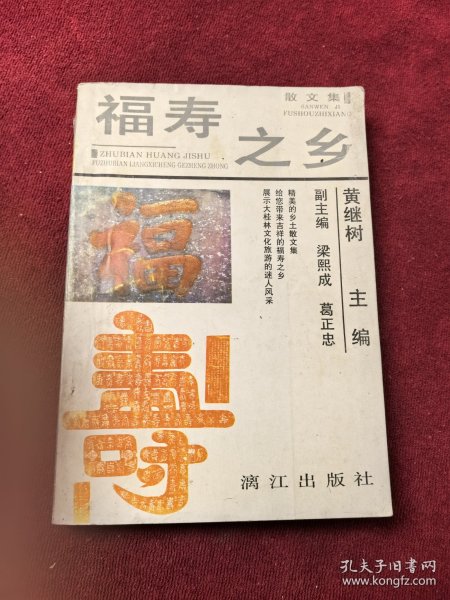 散文集
SANWEN JI
FUSHOUZHIXIANG
福寿
之乡
ZHUBIAN HUANG JISHU
FUZHUBIAN LIANGXICHENG GEZHENG ZHONG
黄继树 主编
副主编 梁熙成 葛正忠
精美的乡土散文集
给您带来吉祥的福寿之乡
展示大桂林文化旅游的迷人风采
福
寿
漓江出版社
孔夫子旧书网
www.kongfz.com